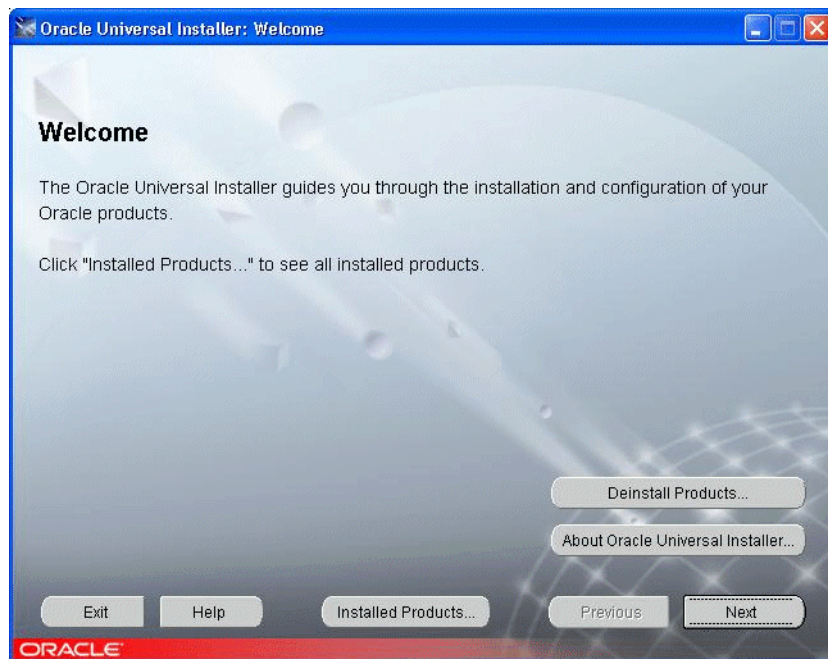 Oracle Universal Installer: Welcome
Welcome
The Oracle Universal Installer guides you through the installation and configuration of your
Oracle products.
Click "Installed Products..." to see all installed products.
Deinstall Products...
About Oracle Universal Installer...
Exit
Help
Installed Products...
Previous
Next
ORACLE